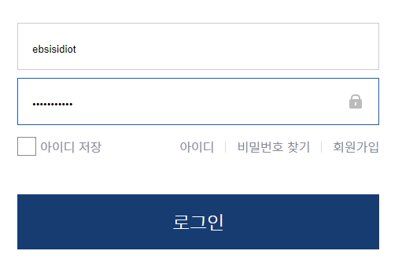 ebsisidiot
•••••••••••
아이디 저장 아이디 | 비밀번호 찾기 | 회원가입
로그인